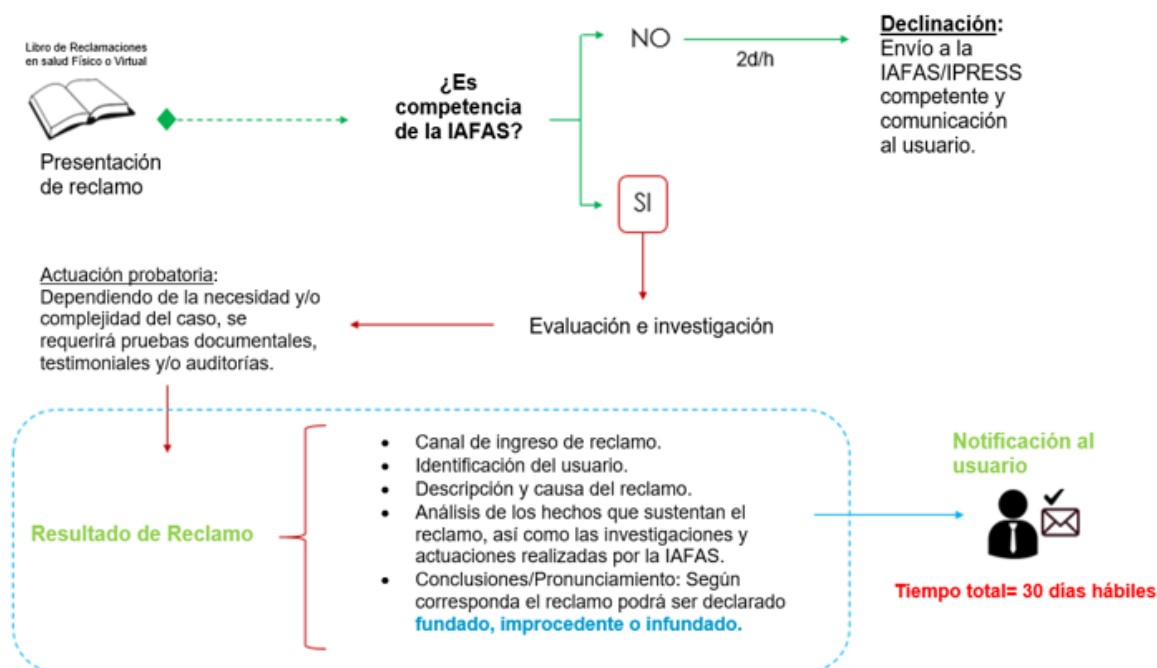 Libro de Reclamaciones
en salud Físico o Virtual
Presentación
de reclamo
¿Es
competencia
de la IAFAS?
NO
2d/h
Declinación:
Envío a la
IAFAS/IPRESS
competente y
comunicación
al usuario.
SI
Evaluación e investigación
Actuación probatoria:
Dependiendo de la necesidad y/o
complejidad del caso, se
requerirá pruebas documentales,
testimoniales y/o auditorías.
Resultado de Reclamo
• Canal de ingreso de reclamo.
• Identificación del usuario.
• Descripción y causa del reclamo.
• Análisis de los hechos que sustentan el
reclamo, así como las investigaciones y
actuaciones realizadas por la IAFAS.
• Conclusiones/Pronunciamiento: Según
corresponda el reclamo podrá ser declarado
fundado, improcedente o infundado.
Notificación al
usuario
Tiempo total= 30 días hábiles